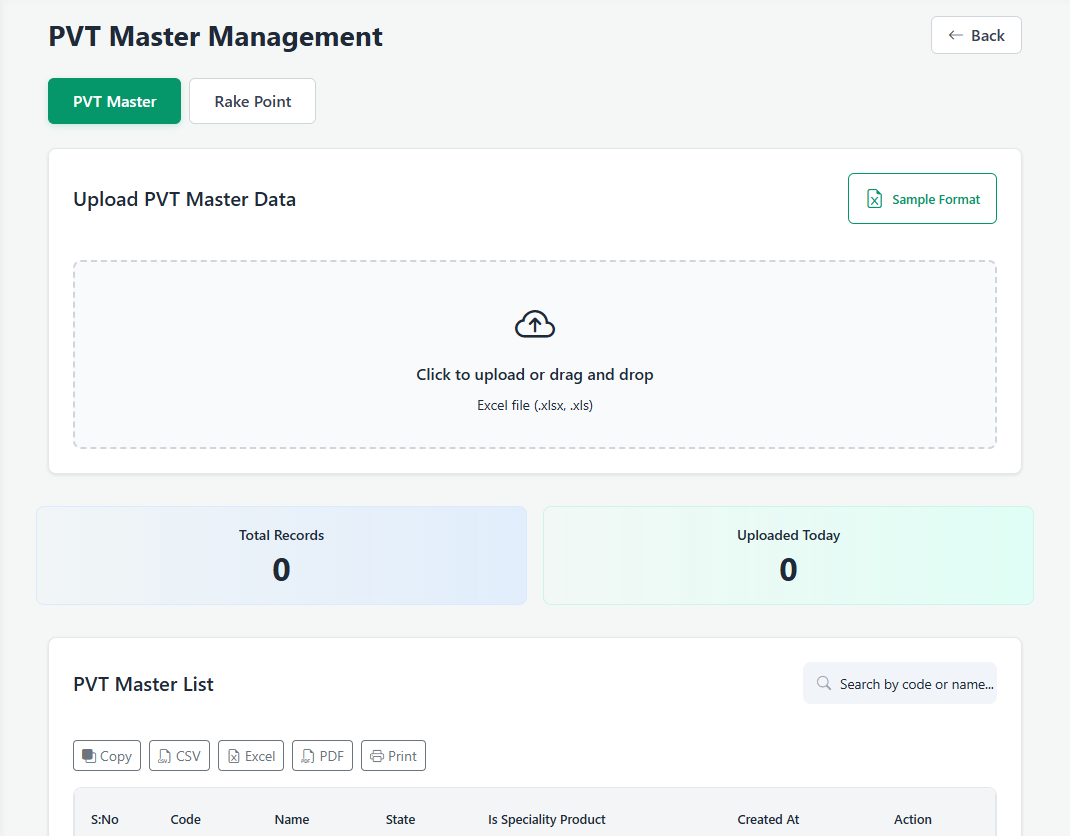 PVT Master Management
Back
PVT Master
Rake Point
Upload PVT Master Data
Sample Format
Click to upload or drag and drop
Excel file (.xlsx, .xls)
Total Records
0
Uploaded Today
0
PVT Master List
Search by code or name...
Copy CSV Excel PDF Print
S:No Code Name State Is Speciality Product Created At Action